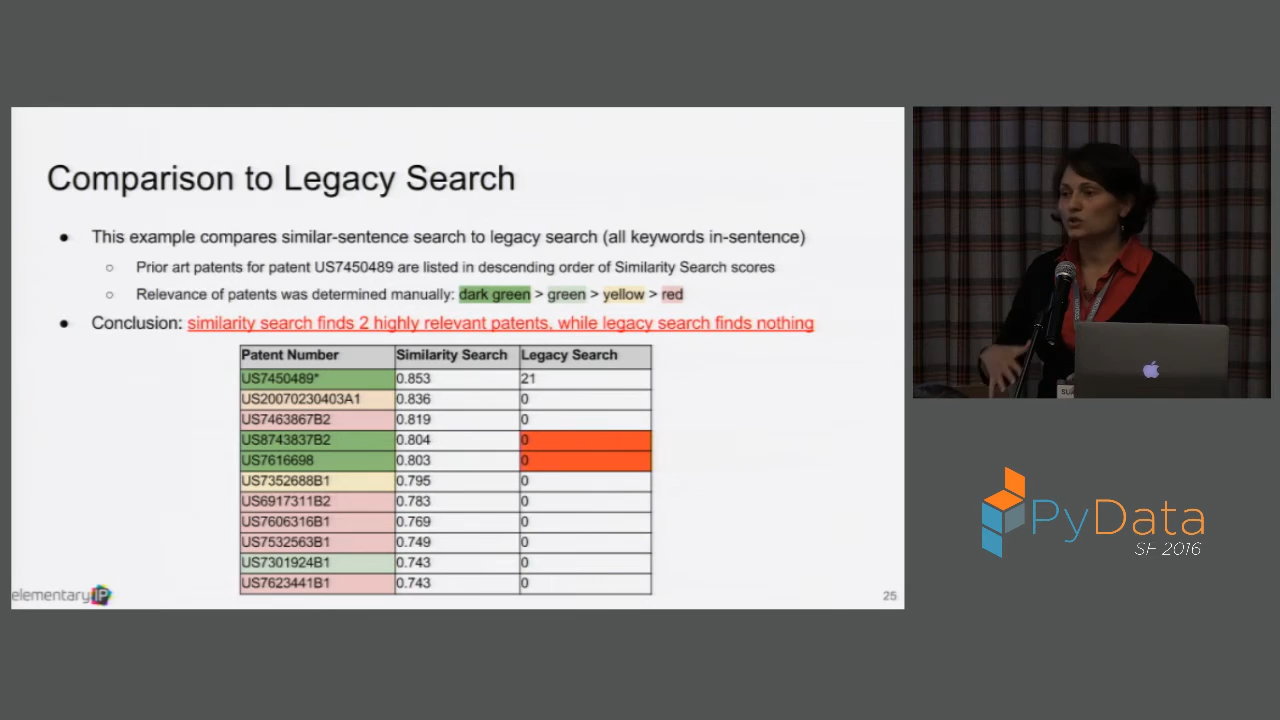 Comparison to Legacy Search
● This example compares similar-sentence search to legacy search (all keywords in-sentence)
○ Prior art patents for patent US7450489 are listed in descending order of Similarity Search scores
○ Relevance of patents was determined manually: dark green > green > yellow > red
● Conclusion: similarity search finds 2 highly relevant patents, while legacy search finds nothing
Patent Number Similarity Search Legacy Search
US7450489* 0.853 21
US20070230403A1 0.836 0
US7463867B2 0.819 0
US8743837B2 0.804 0
US7616698 0.803 0
US7352688B1 0.795 0
US6917311B2 0.783 0
US7606316B1 0.769 0
US7532563B1 0.749 0
US7301924B1 0.743 0
US7623441B1 0.743 0
elementary IP
25
PyData
SF 2016